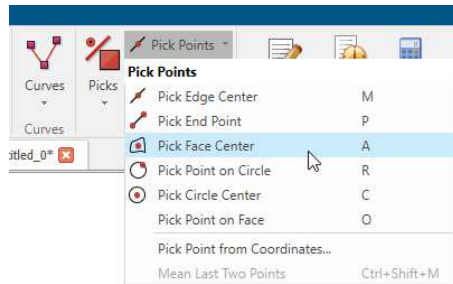 Pick Points
Pick Points
Curves
Picks
Pick Edge Center M
Pick End Point P
Curves
Pick Face Center A
titled_0*
Pick Point on Circle R
Pick Circle Center C
Pick Point on Face O
Pick Point from Coordinates...
Mean Last Two Points Ctrl+Shift+M